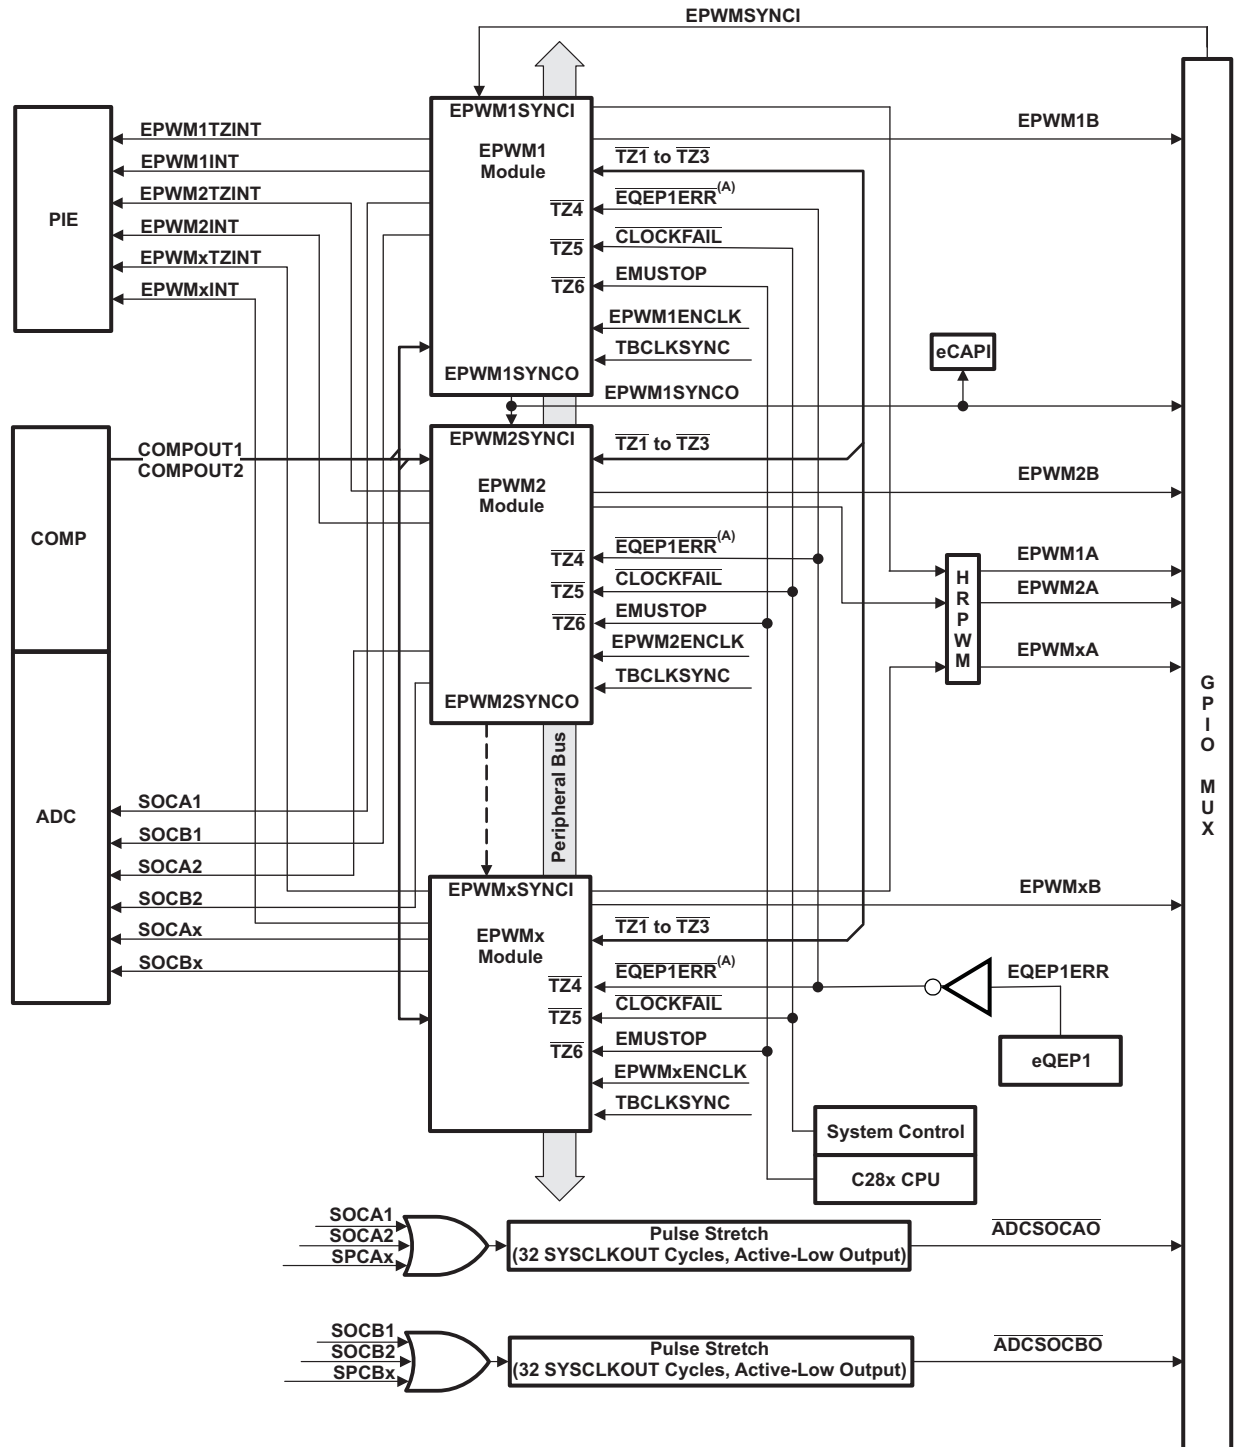 EPWMSYNCI
EPWM1SYNCI
EPWM1TZINT
EPWM1INT
EPWM2TZINT
EPWM2INT
EPWMxTZINT
EPWMxINT
PIE
EPWM1
Module
TZ1 to TZ3
EPWM1B
TZ4
EQEP1ERR(A)
TZ5
CLOCKFAIL
TZ6
EMUSTOP
EPWM1ENCLK
TBCLKSYNC
EPWM1SYNCO
EPWM1SYNCO
eCAPI
EPWM2SYNCI
TZ1 to TZ3
COMPOUT1
COMPOUT2
COMP
EPWM2
Module
EPWM2B
TZ4
EQEP1ERR(A)
TZ5
CLOCKFAIL
TZ6
EMUSTOP
EPWM2ENCLK
TBCLKSYNC
EPWM2SYNCO
HRPWM
EPWM1A
EPWM2A
EPWMxA
GPIO MUX
Peripheral Bus
ADC
SOCA1
SOCB1
SOCA2
SOCB2
SOCAx
SOCBx
EPWMxSYNCI
EPWMxB
EPWMx
Module
TZ1 to TZ3
TZ4
EQEP1ERR(A)
EQEP1ERR
TZ5
CLOCKFAIL
TZ6
EMUSTOP
eQEP1
EPWMxENCLK
TBCLKSYNC
System Control
C28x CPU
SOCA1
SOCA2
SPCAx
Pulse Stretch
(32 SYSCLKOUT Cycles, Active-Low Output)
ADCSOCAO
SOCB1
SOCB2
SPCBx
Pulse Stretch
(32 SYSCLKOUT Cycles, Active-Low Output)
ADCSOCBO